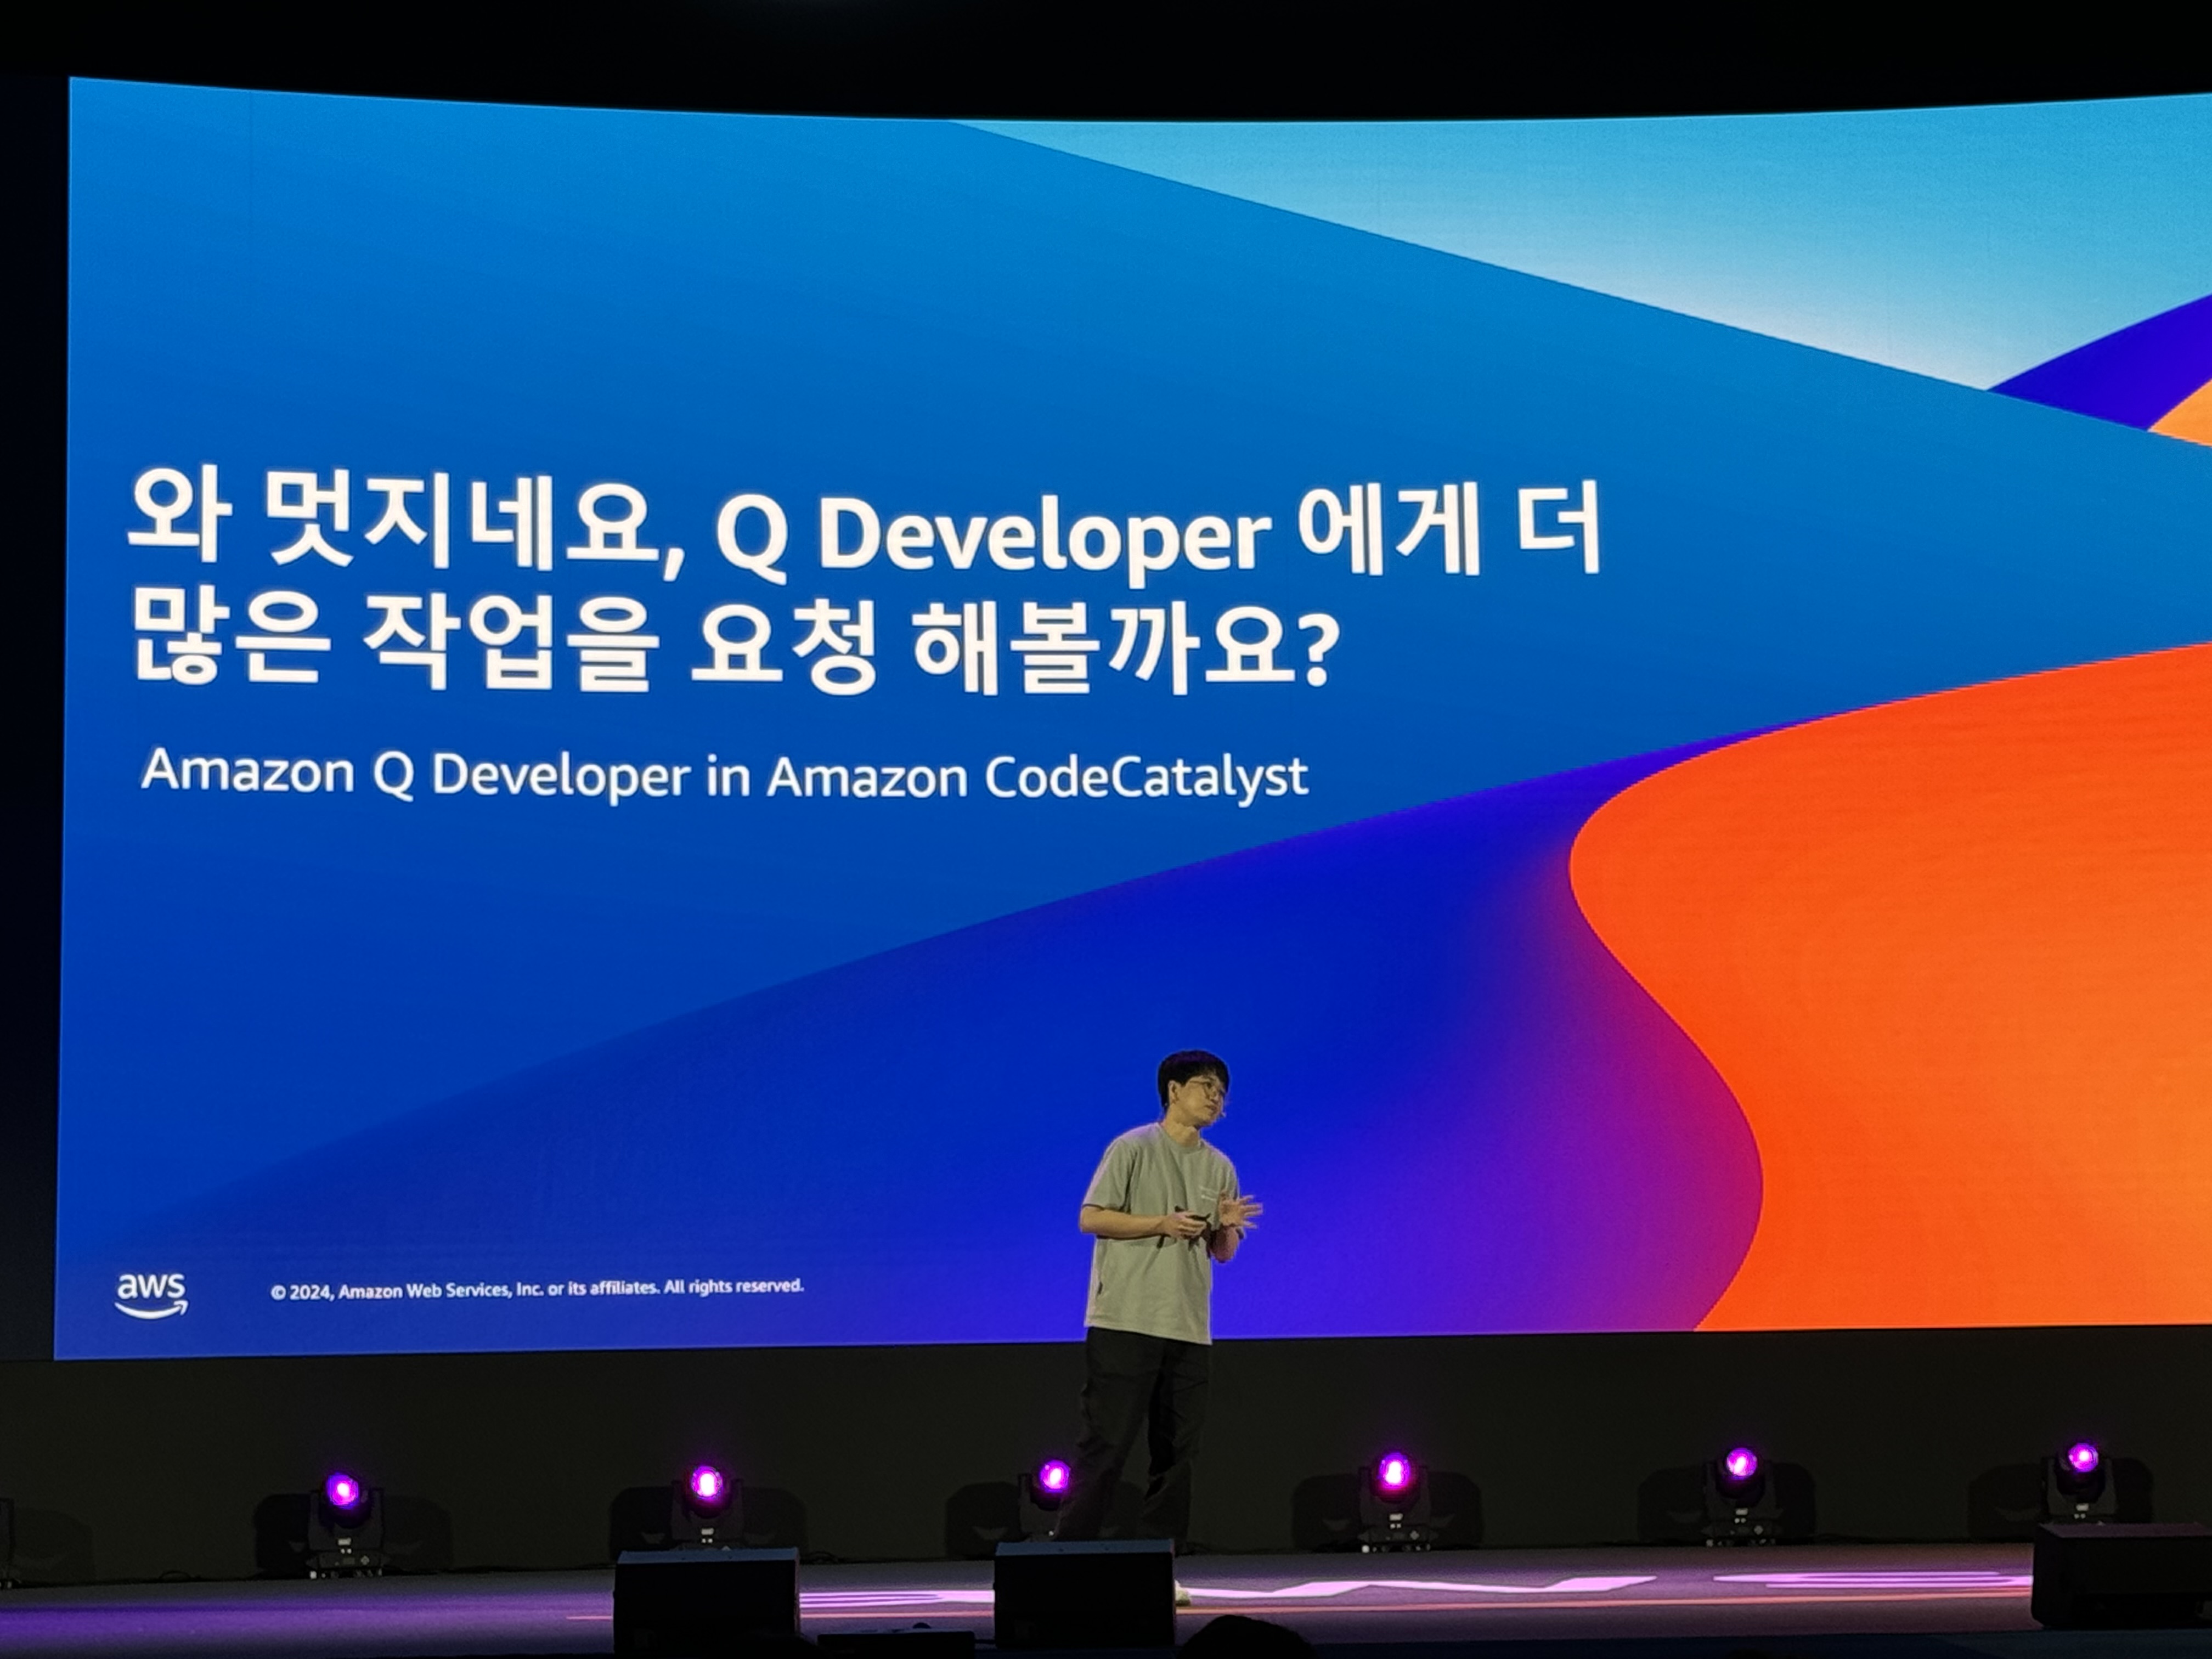 와 멋지네요, Q Developer 에게 더
많은 작업을 요청 해볼까요?
Amazon Q Developer in Amazon CodeCatalyst
aws
© 2024, Amazon Web Services, Inc. or its affiliates. All rights reserved.